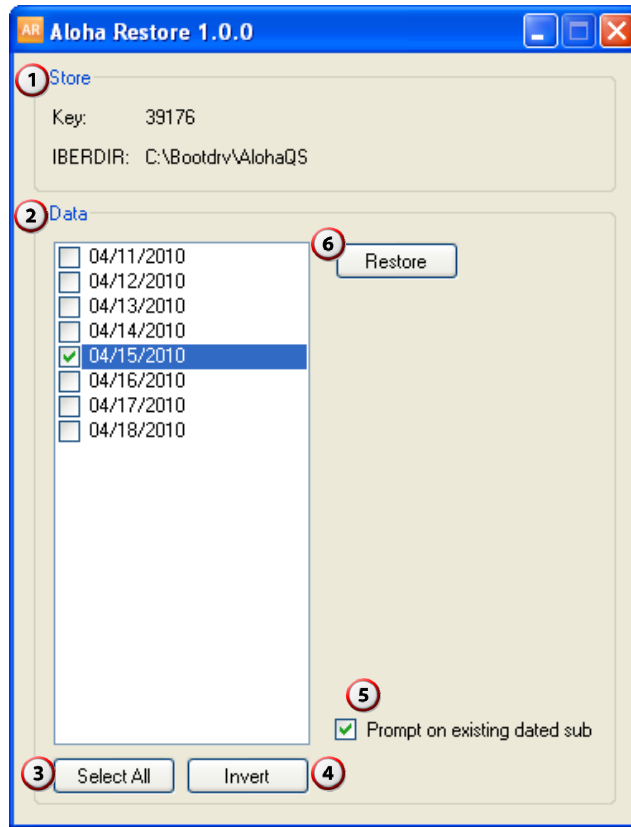 AR Aloha Restore 1.0.0
1 Store
Key: 39176
IBERDIR: C:\Bootdrv\AlohaQS
2 Data
04/11/2010
04/12/2010
04/13/2010
04/14/2010
04/15/2010
04/16/2010
04/17/2010
04/18/2010
6
Restore
5
Prompt on existing dated sub
3 Select All Invert 4